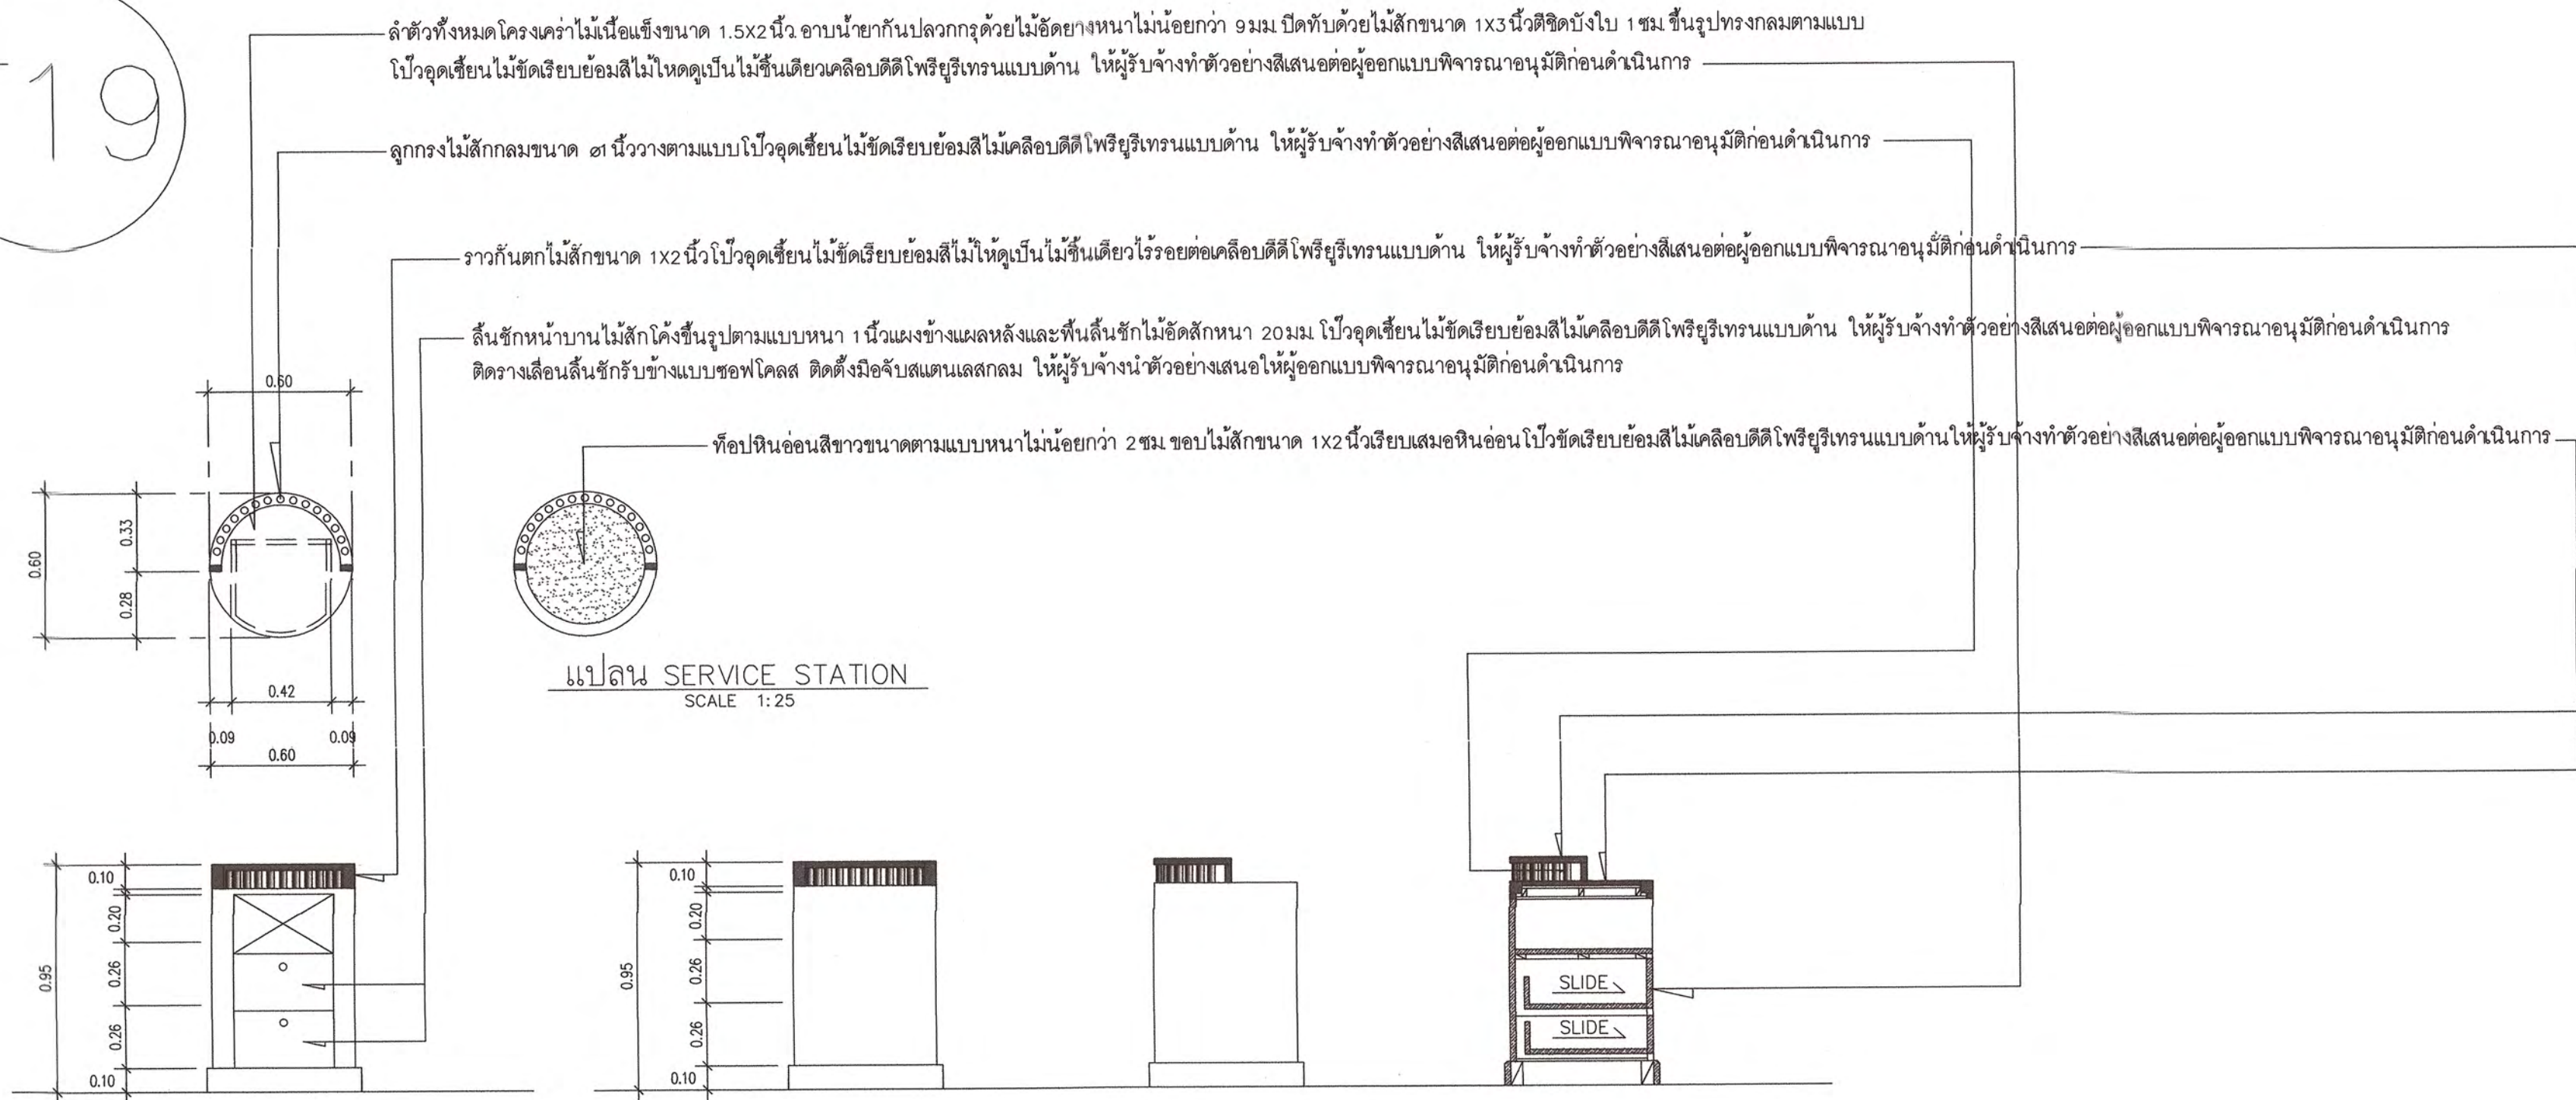 19
ลำตัวทั้งหมดโครงเคร่าไม้เนื้อแข็งขนาด 1.5X2นิ้ว อาบน้ำยากันปลวกกรุด้วยไม้อัดยางหนาไม่น้อยกว่า 9มม. ปิดทับด้วยไม้สักขนาด 1X3นิ้วตีชิดบังใบ 1ซม. ขึ้นรูปทรงกลมตามแบบ
โป๊วอุดเซี้ยนไม้ขัดเรียบย้อมสีไม้ใหดดูเป็นไม้ชิ้นเดียวเคลือบดีดีโพรียูรีเทรนแบบด้าน ให้ผู้รับจ้างทำตัวอย่างสีเสนอต่อผู้ออกแบบพิจารณาอนุมัติก่อนดำเนินการ
ลูกกรงไม้สักกลมขนาด ø1นิ้ววางตามแบบโป๊วอุดเซี้ยนไม้ขัดเรียบย้อมสีไม้เคลือบดีดีโพรียูรีเทรนแบบด้าน ให้ผู้รับจ้างทำตัวอย่างสีเสนอต่อผู้ออกแบบพิจารณาอนุมัติก่อนดำเนินการ
ราวกันตกไม้สักขนาด 1X2นิ้วโป๊วอุดเซี้ยนไม้ขัดเรียบย้อมสีไม้ให้ดูเป็นไม้ชิ้นเดียวไร้รอยต่อเคลือบดีดีโพรียูรีเทรนแบบด้าน ให้ผู้รับจ้างทำตัวอย่างสีเสนอต่อผู้ออกแบบพิจารณาอนุมัติก่อนดำเนินการ
ลิ้นชักหน้าบานไม้สักโค้งขึ้นรูปตามแบบหนา 1นิ้วแผงข้างแผลหลังและพื้นลิ้นชักไม้อัดสักหนา 20มม. โป๊วอุดเซี้ยนไม้ขัดเรียบย้อมสีไม้เคลือบดีดีโพรียูรีเทรนแบบด้าน ให้ผู้รับจ้างทำตัวอย่างสีเสนอต่อผู้ออกแบบพิจารณาอนุมัติก่อนดำเนินการ
ติดรางเลื่อนลิ้นชักรับข้างแบบซอฟโคลส ติดตั้งมือจับสแตนเลสกลม ให้ผู้รับจ้างนำตัวอย่างเสนอให้ผู้ออกแบบพิจารณาอนุมัติก่อนดำเนินการ
0.60
ท็อปหินอ่อนสีขาวขนาดตามแบบหนาไม่น้อยกว่า 2ซม. ขอบไม้สักขนาด 1X2นิ้วเรียบเสมอหินอ่อนโป๊วขัดเรียบย้อมสีไม้เคลือบดีดีโพรียูรีเทรนแบบด้านให้ผู้รับจ้างทำตัวอย่างสีเสนอต่อผู้ออกแบบพิจารณาอนุมัติก่อนดำเนินการ
0.60
0.33
0.28
แปลน SERVICE STATION
SCALE 1:25
0.42
0.09
0.09
0.60
0.95
0.10
0.20
0.26
0.26
0.10
0.95
0.10
0.20
0.26
0.26
0.10
SLIDE
SLIDE